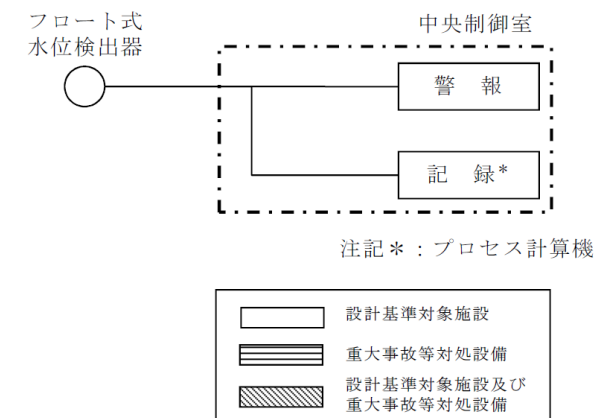 フロート式
水位検出器
中央制御室
警 報
記 録*
注記*:プロセス計算機
設計基準対象施設
重大事故等対処設備
設計基準対象施設及び
重大事故等対処設備